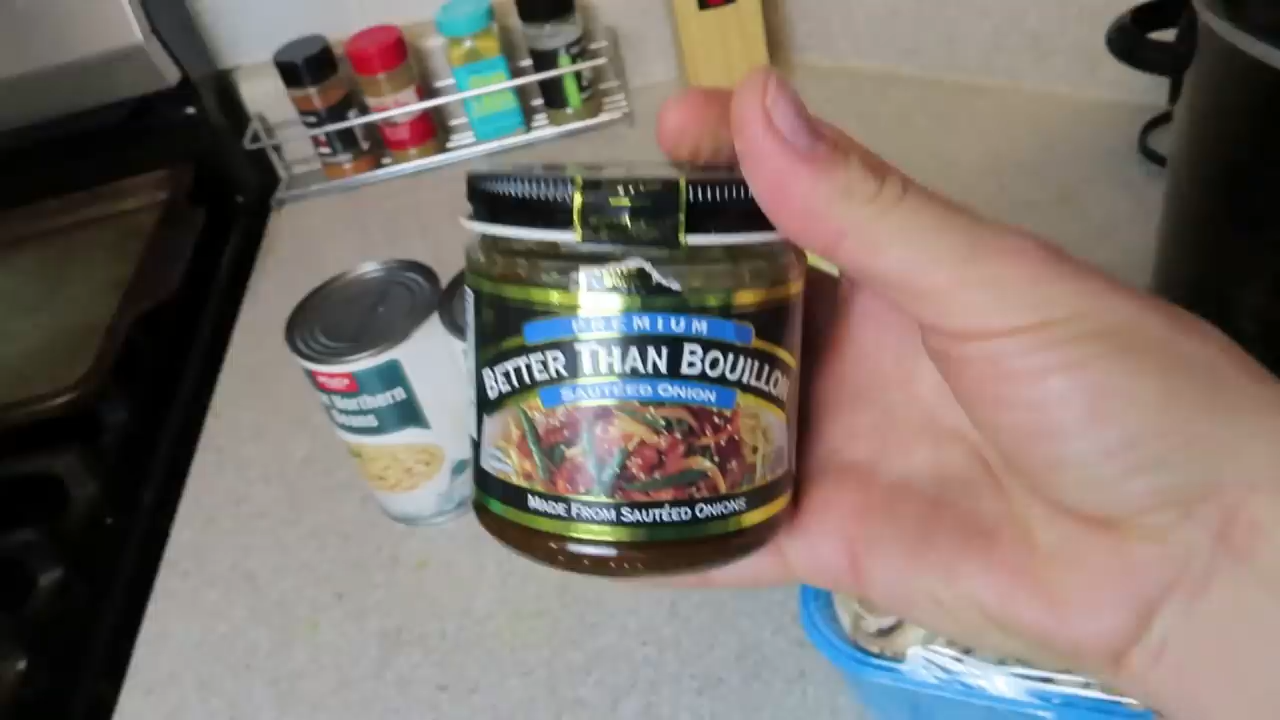 PREMIUM
BETTER THAN BOUILLON
SAUTÉED ONION
MADE FROM SAUTÉED ONIONS
Northern
Beans